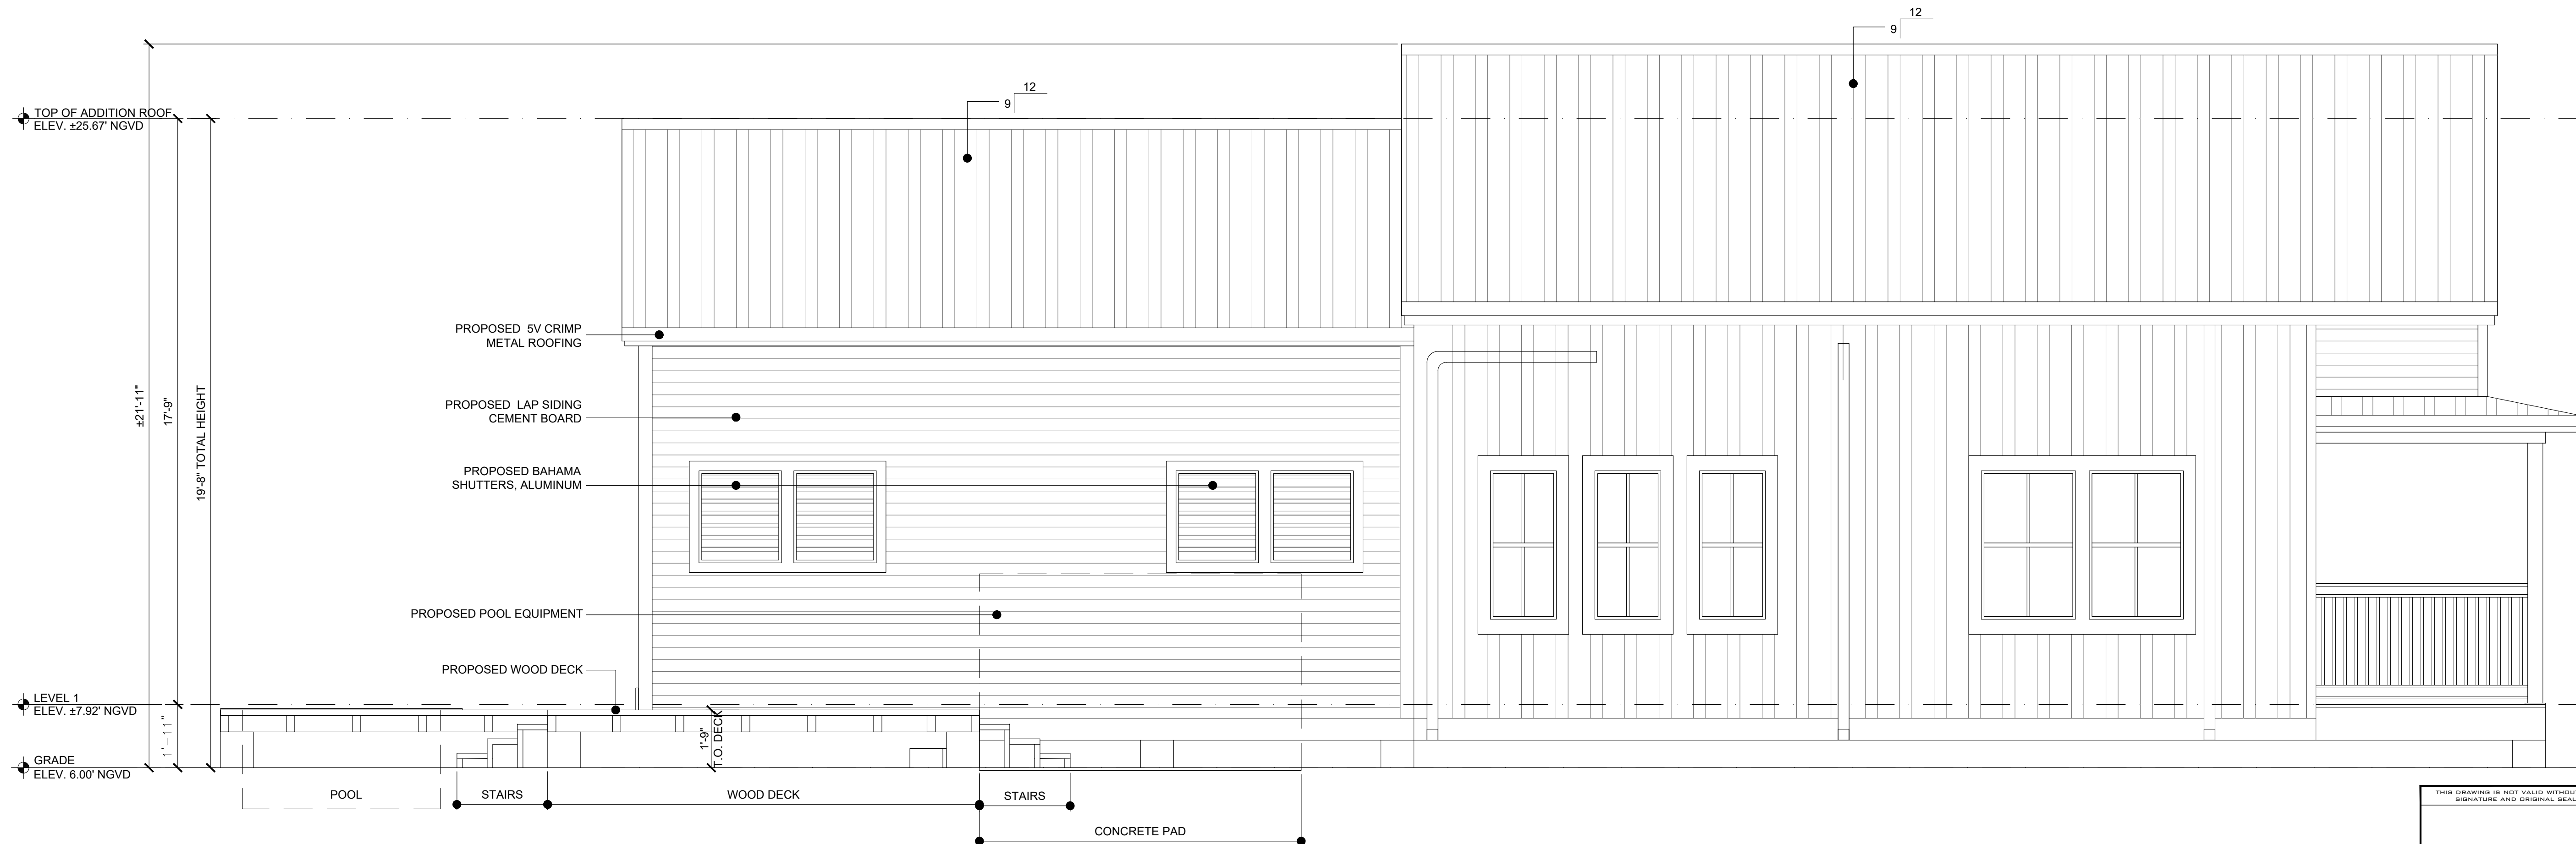 12
9
12
9
TOP OF ADDITION ROOF
ELEV. ±25.67' NGVD
±21'-11"
17'-9"
19'-8" TOTAL HEIGHT
PROPOSED 5V CRIMP
METAL ROOFING
PROPOSED LAP SIDING
CEMENT BOARD
PROPOSED BAHAMA
SHUTTERS, ALUMINUM
PROPOSED POOL EQUIPMENT
PROPOSED WOOD DECK
LEVEL 1
ELEV. ±7.92' NGVD
1'-11"
1'-9"
T.O. DECK
GRADE
ELEV. 6.00' NGVD
POOL
STAIRS
WOOD DECK
STAIRS
CONCRETE PAD
THIS DRAWING IS NOT VALID WITHOU
SIGNATURE AND ORIGINAL SEAL